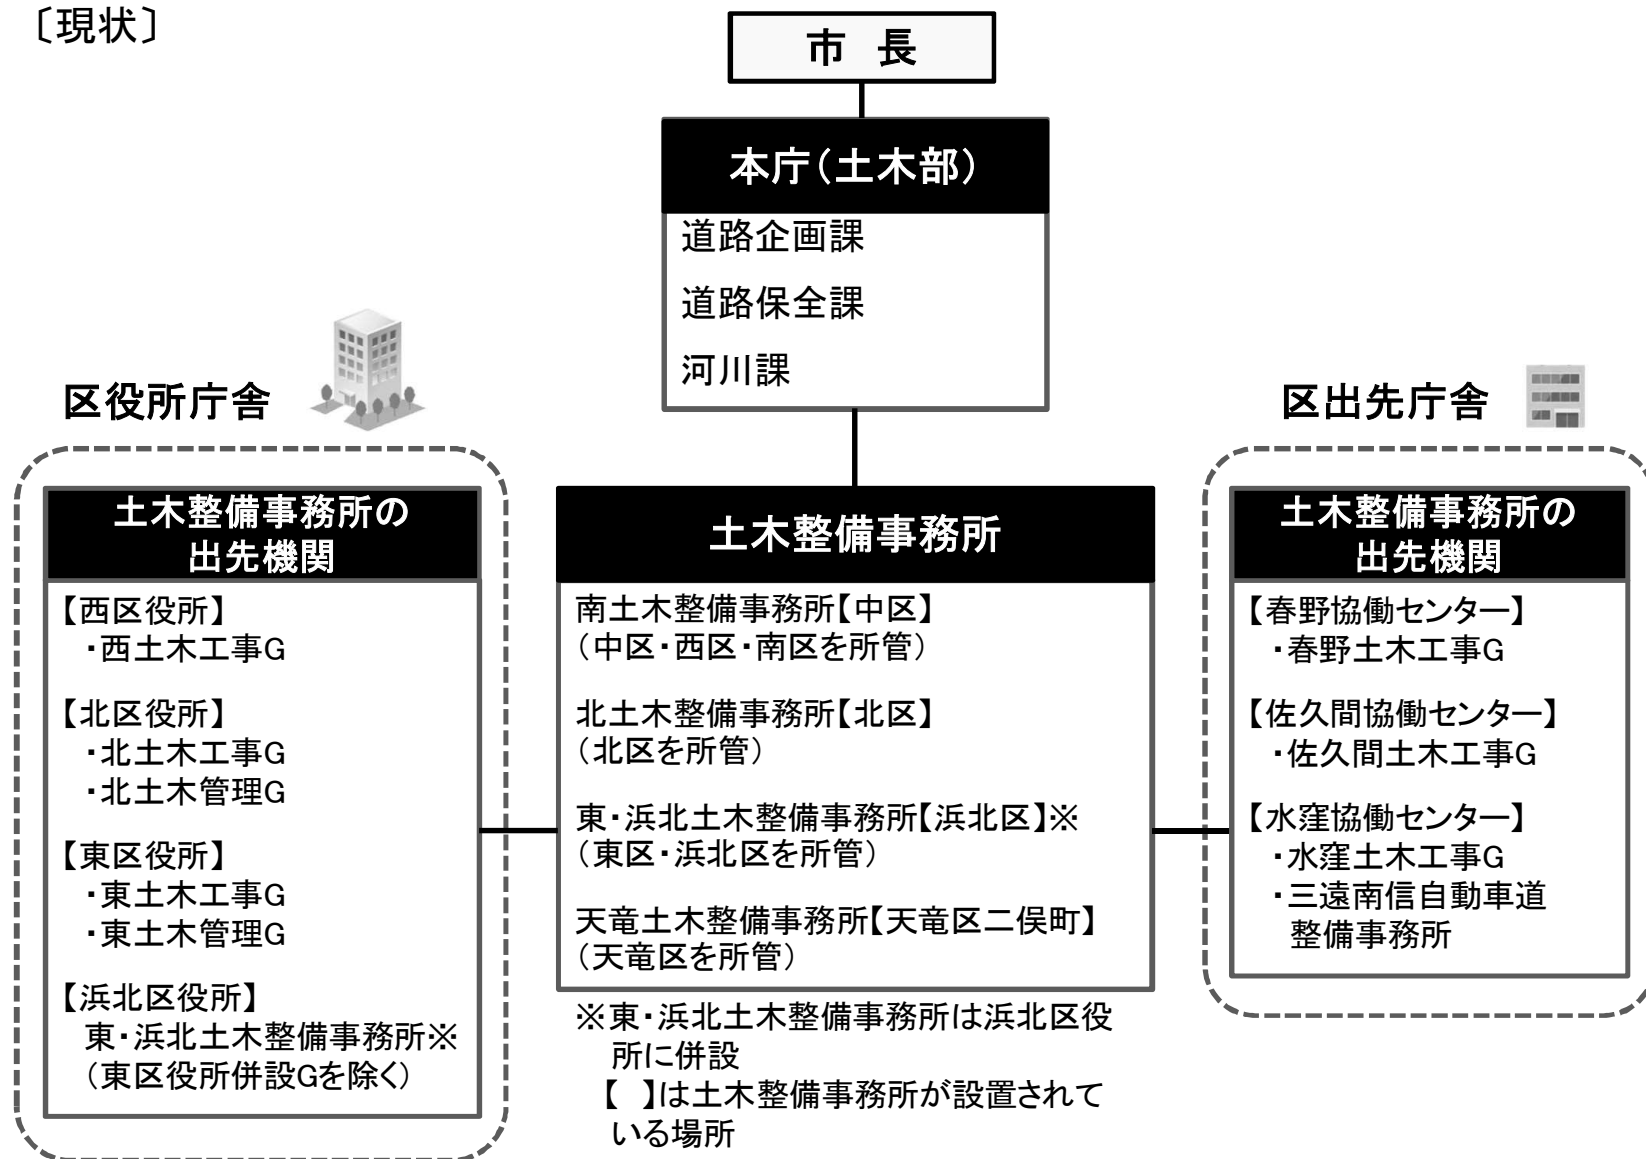 〔現状〕
市 長
本庁（土木部）
道路企画課
道路保全課
河川課
区役所庁舎
土木整備事務所の
出先機関
【西区役所】
・西土木工事G
【北区役所】
・北土木工事G
・北土木管理G
【東区役所】
・東土木工事G
・東土木管理G
【浜北区役所】
東・浜北土木整備事務所※
（東区役所併設Gを除く）
土木整備事務所
南土木整備事務所【中区】
（中区・西区・南区を所管）
北土木整備事務所【北区】
（北区を所管）
東・浜北土木整備事務所【浜北区】※
（東区・浜北区を所管）
天竜土木整備事務所【天竜区二俣町】
（天竜区を所管）
※東・浜北土木整備事務所は浜北区役
所に併設
【 】は土木整備事務所が設置されて
いる場所
区出先庁舎
土木整備事務所の
出先機関
【春野協働センター】
・春野土木工事G
【佐久間協働センター】
・佐久間土木工事G
【水窪協働センター】
・水窪土木工事G
・三遠南信自動車道
整備事務所